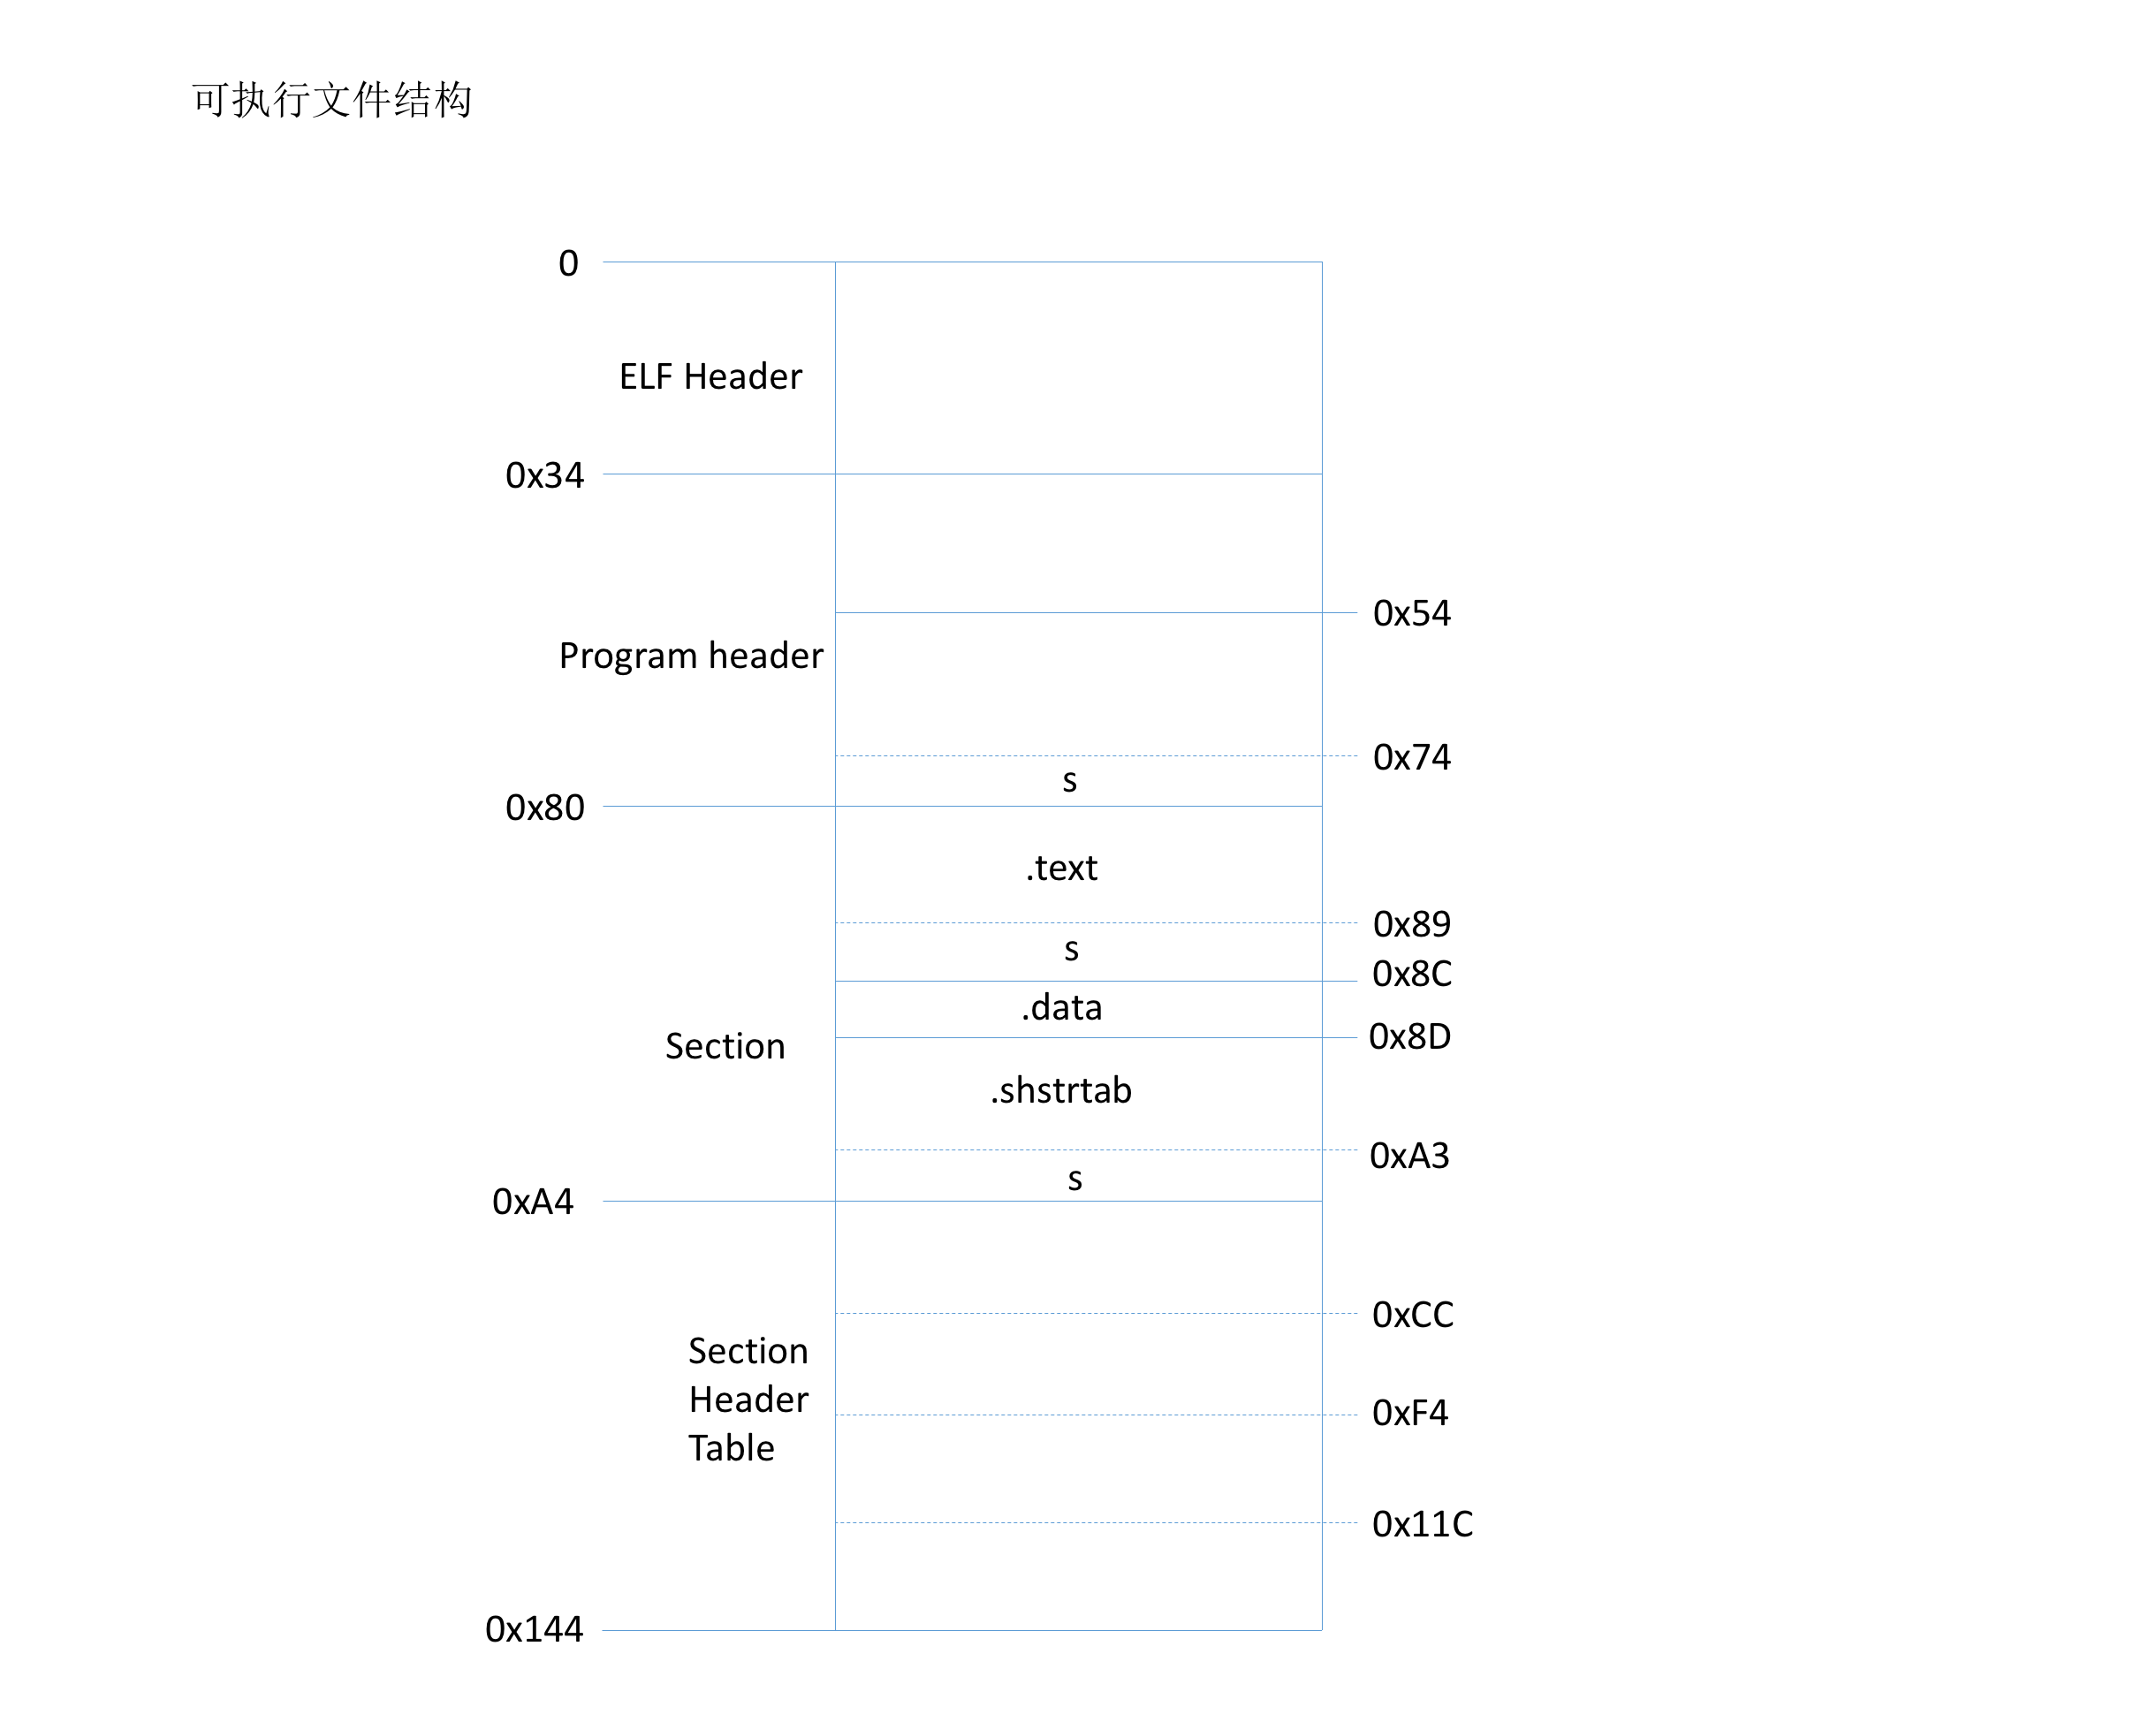 可执行文件结构
0
ELF Header
0x34
0x54
Program header
0x74
s
0x80
.text
0x89
s
0x8C
.data
0x8D
Section
.shstrtab
0xA3
s
0xA4
0xCC
Section
Header
Table
0xF4
0x11C
0x144